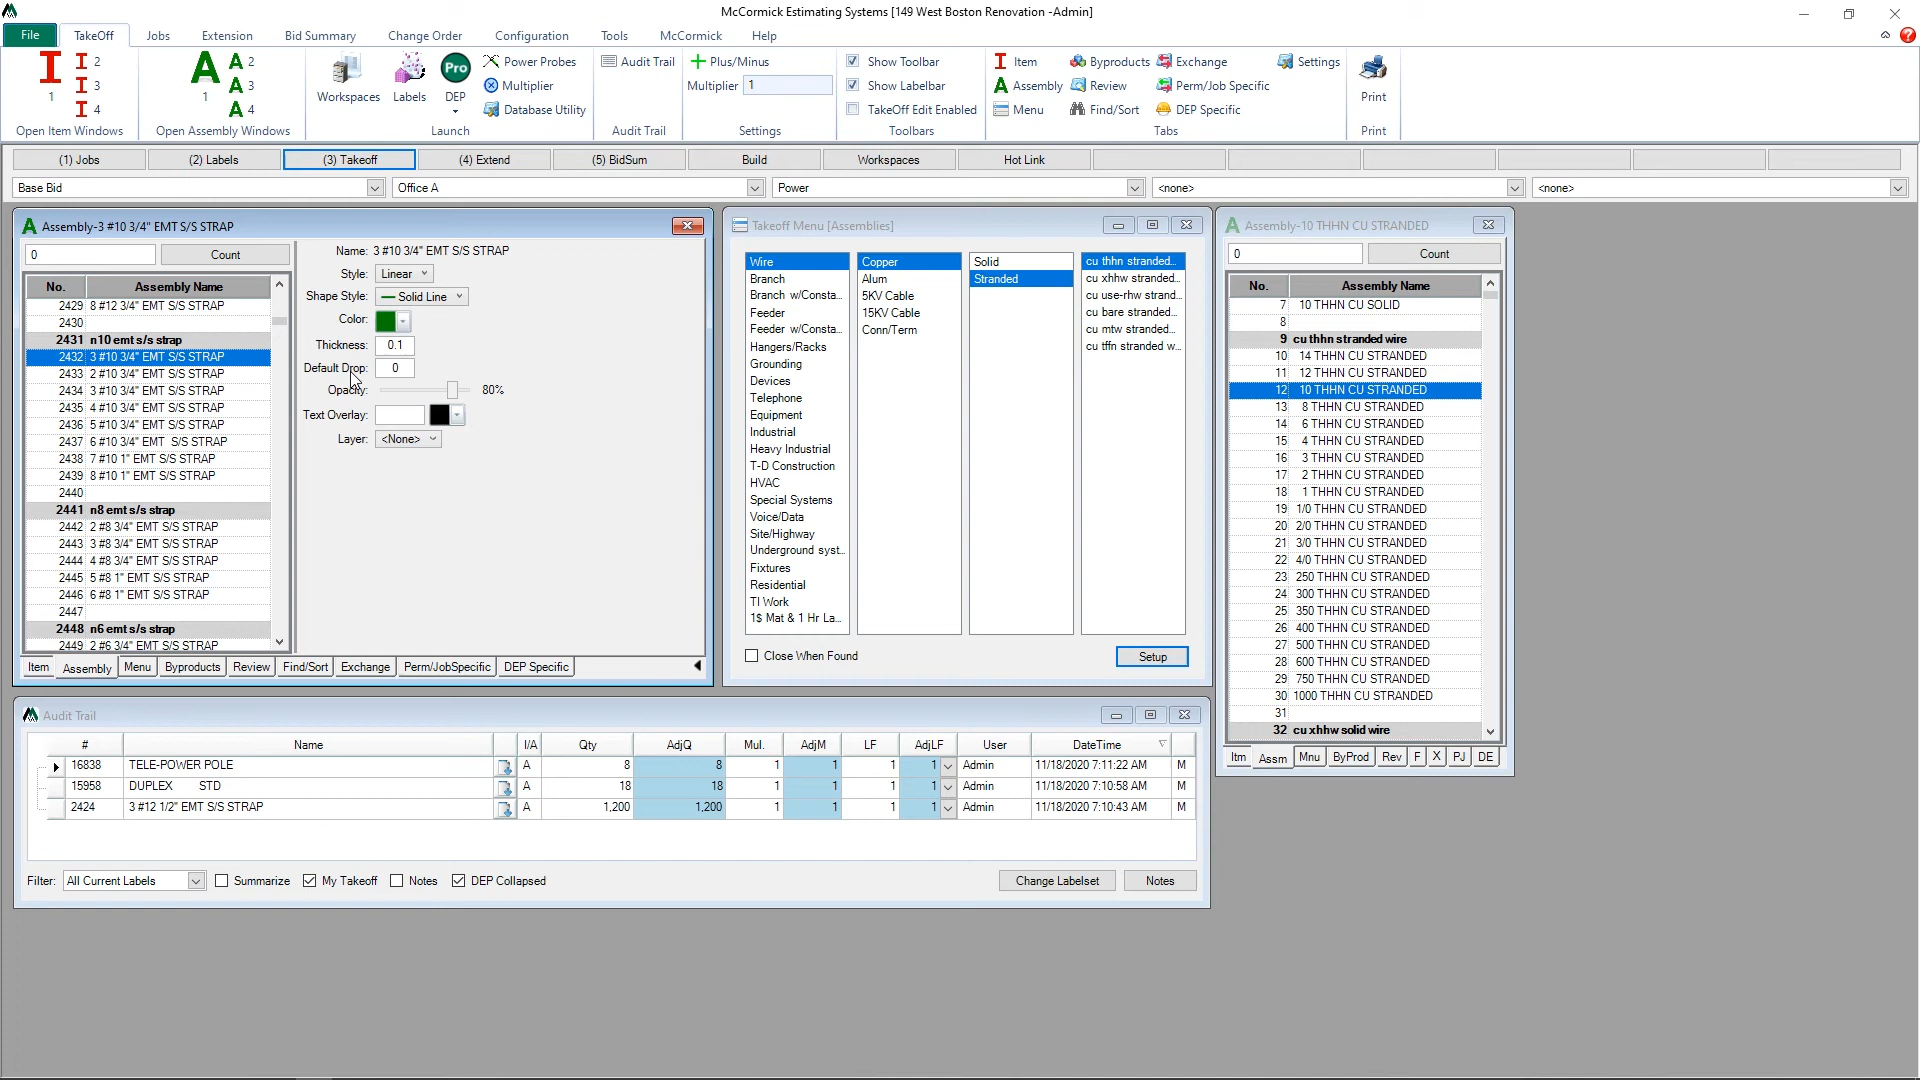 McCormick Estimating Systems [149 West Boston Renovation -Admin]
File TakeOff Jobs Extension Bid Summary Change Order Configuration Tools McCormick Help
1 2 3 4
Open Item Windows
1 2 3 4
Open Assembly Windows
Workspaces
Labels
Pro
DEP
Power Probes
Multiplier
Database Utility
Launch
Audit Trail
Audit Trail
Plus/Minus
Multiplier 1
Settings
Show Toolbar
Show Labelbar
TakeOff Edit Enabled
Toolbars
Item Byproducts Exchange Settings
Assembly Review Perm/Job Specific
Menu Find/Sort DEP Specific
Tabs
Print
Print
(1) Jobs (2) Labels (3) Takeoff (4) Extend (5) BidSum Build Workspaces Hot Link
Base Bid Office A Power <none> <none>
Assembly-3 #10 3/4" EMT S/S STRAP
0 Count
No. Assembly Name
2429 8 #12 3/4" EMT S/S STRAP
2430
2431 n10 emt s/s strap
2432 3 #10 3/4" EMT S/S STRAP
2433 2 #10 3/4" EMT S/S STRAP
2434 3 #10 3/4" EMT S/S STRAP
2435 4 #10 3/4" EMT S/S STRAP
2436 5 #10 3/4" EMT S/S STRAP
2437 6 #10 3/4" EMT S/S STRAP
2438 7 #10 1" EMT S/S STRAP
2439 8 #10 1" EMT S/S STRAP
2440
2441 n8 emt s/s strap
2442 2 #8 3/4" EMT S/S STRAP
2443 3 #8 3/4" EMT S/S STRAP
2444 4 #8 3/4" EMT S/S STRAP
2445 5 #8 1" EMT S/S STRAP
2446 6 #8 1" EMT S/S STRAP
2447
2448 n6 emt s/s strap
2449 2 #6 3/4" EMT S/S STRAP
Name: 3 #10 3/4" EMT S/S STRAP
Style: Linear
Shape Style: Solid Line
Color:
Thickness: 0.1
Default Drop: 0
Opacity: 80%
Text Overlay:
Layer: <None>
Item Assembly Menu Byproducts Review Find/Sort Exchange Perm/JobSpecific DEP Specific
Takeoff Menu [Assemblies]
Wire
Branch
Branch w/Consta...
Feeder
Feeder w/Consta...
Hangers/Racks
Grounding
Devices
Telephone
Equipment
Industrial
Heavy Industrial
T-D Construction
HVAC
Special Systems
Voice/Data
Site/Highway
Underground syst...
Fixtures
Residential
TI Work
1$ Mat & 1 Hr La...
Copper
Alum
5KV Cable
15KV Cable
Conn/Term
Solid
Stranded
cu thhn stranded...
cu xhhw stranded...
cu use-rhw strand...
cu bare stranded...
cu mtw stranded...
cu tffn stranded w...
Close When Found
Setup
Assembly-10 THHN CU STRANDED
0 Count
No. Assembly Name
7 10 THHN CU SOLID
8
9 cu thhn stranded wire
10 14 THHN CU STRANDED
11 12 THHN CU STRANDED
12 10 THHN CU STRANDED
13 8 THHN CU STRANDED
14 6 THHN CU STRANDED
15 4 THHN CU STRANDED
16 3 THHN CU STRANDED
17 2 THHN CU STRANDED
18 1 THHN CU STRANDED
19 1/0 THHN CU STRANDED
20 2/0 THHN CU STRANDED
21 3/0 THHN CU STRANDED
22 4/0 THHN CU STRANDED
23 250 THHN CU STRANDED
24 300 THHN CU STRANDED
25 350 THHN CU STRANDED
26 400 THHN CU STRANDED
27 500 THHN CU STRANDED
28 600 THHN CU STRANDED
29 750 THHN CU STRANDED
30 1000 THHN CU STRANDED
31
32 cu xhhw solid wire
Itm Assm Mnu ByProd Rev F X PJ DE
Audit Trail
# Name I/A Qty AdjQ Mul. AdjM LF AdjLF User DateTime
16838 TELE-POWER POLE A 8 8 1 1 1 1 Admin 11/18/2020 7:11:22 AM M
15958 DUPLEX STD A 18 18 1 1 1 1 Admin 11/18/2020 7:10:58 AM M
2424 3 #12 1/2" EMT S/S STRAP A 1,200 1,200 1 1 1 1 Admin 11/18/2020 7:10:43 AM M
Filter: All Current Labels Summarize My Takeoff Notes DEP Collapsed Change Labelset Notes